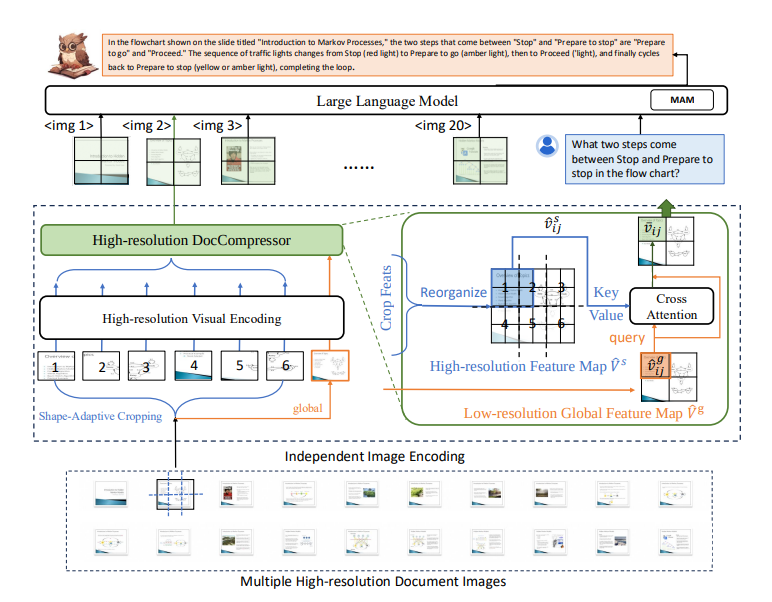 In the flowchart shown on the slide titled "Introduction to Markov Processes," the two steps that come between "Stop" and "Prepare to stop" are "Prepare
to go" and "Proceed." The sequence of traffic lights changes from Stop (red light) to Prepare to go (amber light), then to Proceed ('light), and finally cycles
back to Prepare to stop (yellow or amber light), completing the loop.
Large Language Model
MAM
<img 1>
<img 2>
<img 3>
<img 20>
......
What two steps come
between Stop and Prepare to
stop in the flow chart?
High-resolution DocCompressor
High-resolution Visual Encoding
1
2
3
4
5
6
Shape-Adaptive Cropping
global
Crop Feats
Reorganize
v̂ˢᵢⱼ
1 2 3
4 5 6
Key
Value
v̄ᵢⱼ
Cross
Attention
query
v̂ᵍᵢⱼ
High-resolution Feature Map V̂ˢ
Low-resolution Global Feature Map V̂ᵍ
Independent Image Encoding
Multiple High-resolution Document Images